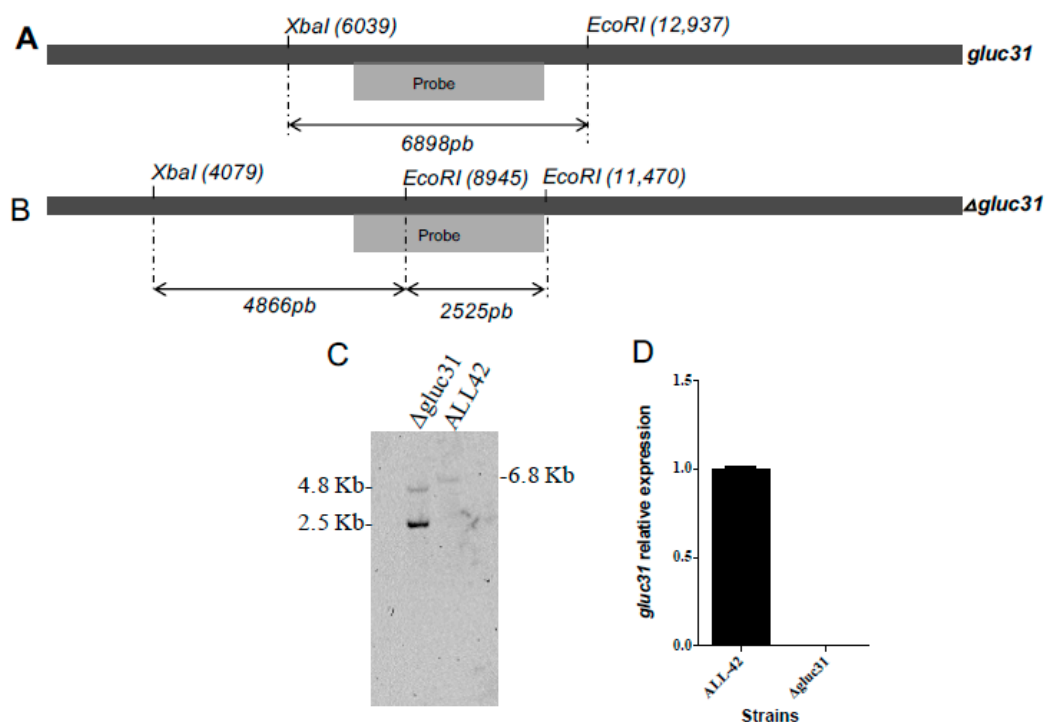 A
XbaI (6039)
EcoRI (12,937)
gluc31
Probe
6898pb
B
XbaI (4079)
EcoRI (8945)
EcoRI (11,470)
Δgluc31
Probe
4866pb
2525pb
C
Δgluc31
ALL42
4.8 Kb-
2.5 Kb-
-6.8 Kb
D
gluc31 relative expression
1.5
1.0
0.5
0.0
ALL-42
Δgluc31
Strains